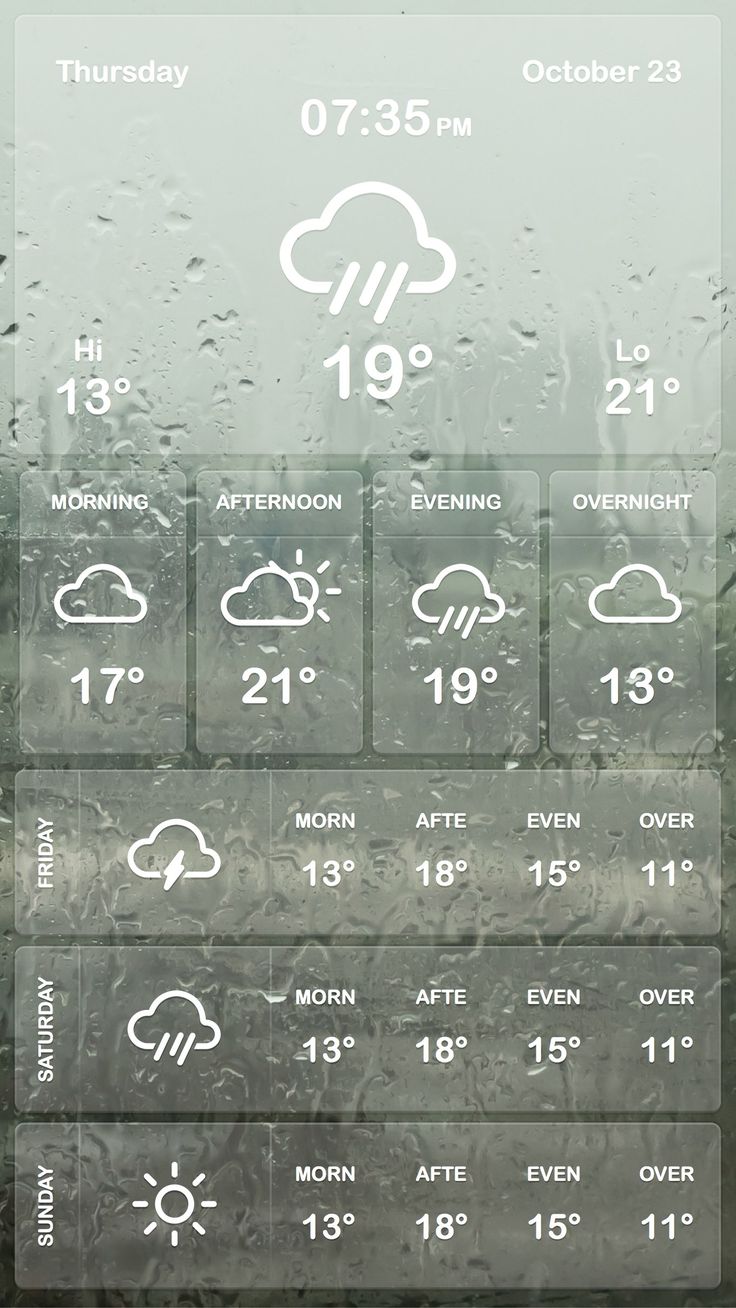 Thursday October 23
07:35 PM
Hi Lo
13° 19° 21°
MORNING AFTERNOON EVENING OVERNIGHT
17° 21° 19° 13°
FRIDAY
MORN AFTE EVEN OVER
13° 18° 15° 11°
SATURDAY
MORN AFTE EVEN OVER
13° 18° 15° 11°
SUNDAY
MORN AFTE EVEN OVER
13° 18° 15° 11°